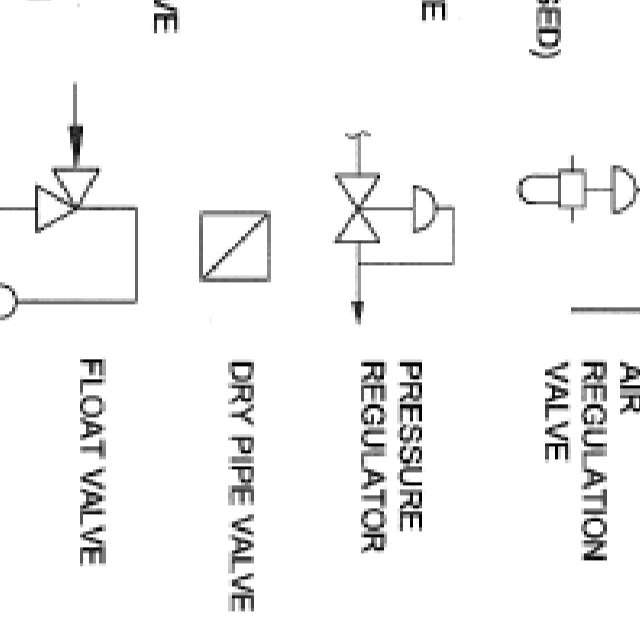 AIR
REGULATION
VALVE
PRESSURE
REGULATOR
DRY PIPE VALVE
FLOAT VALVE